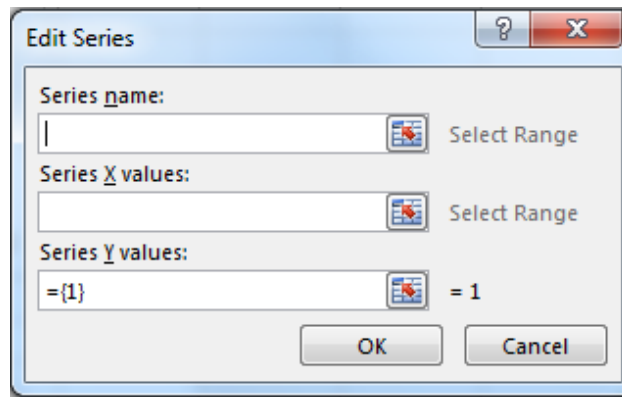 Edit Series
?
Series name:
Select Range
Series X values:
Select Range
Series Y values:
={1}
= 1
OK
Cancel